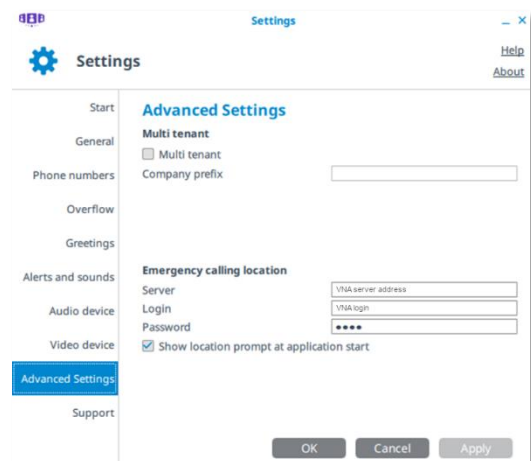 Settings
Settings
Help
About
Start
General
Phone numbers
Overflow
Greetings
Alerts and sounds
Audio device
Video device
Advanced Settings
Support
Advanced Settings
Multi tenant
Multi tenant
Company prefix
Emergency calling location
Server VNA server address
Login VNA login
Password ••••
Show location prompt at application start
OK Cancel Apply